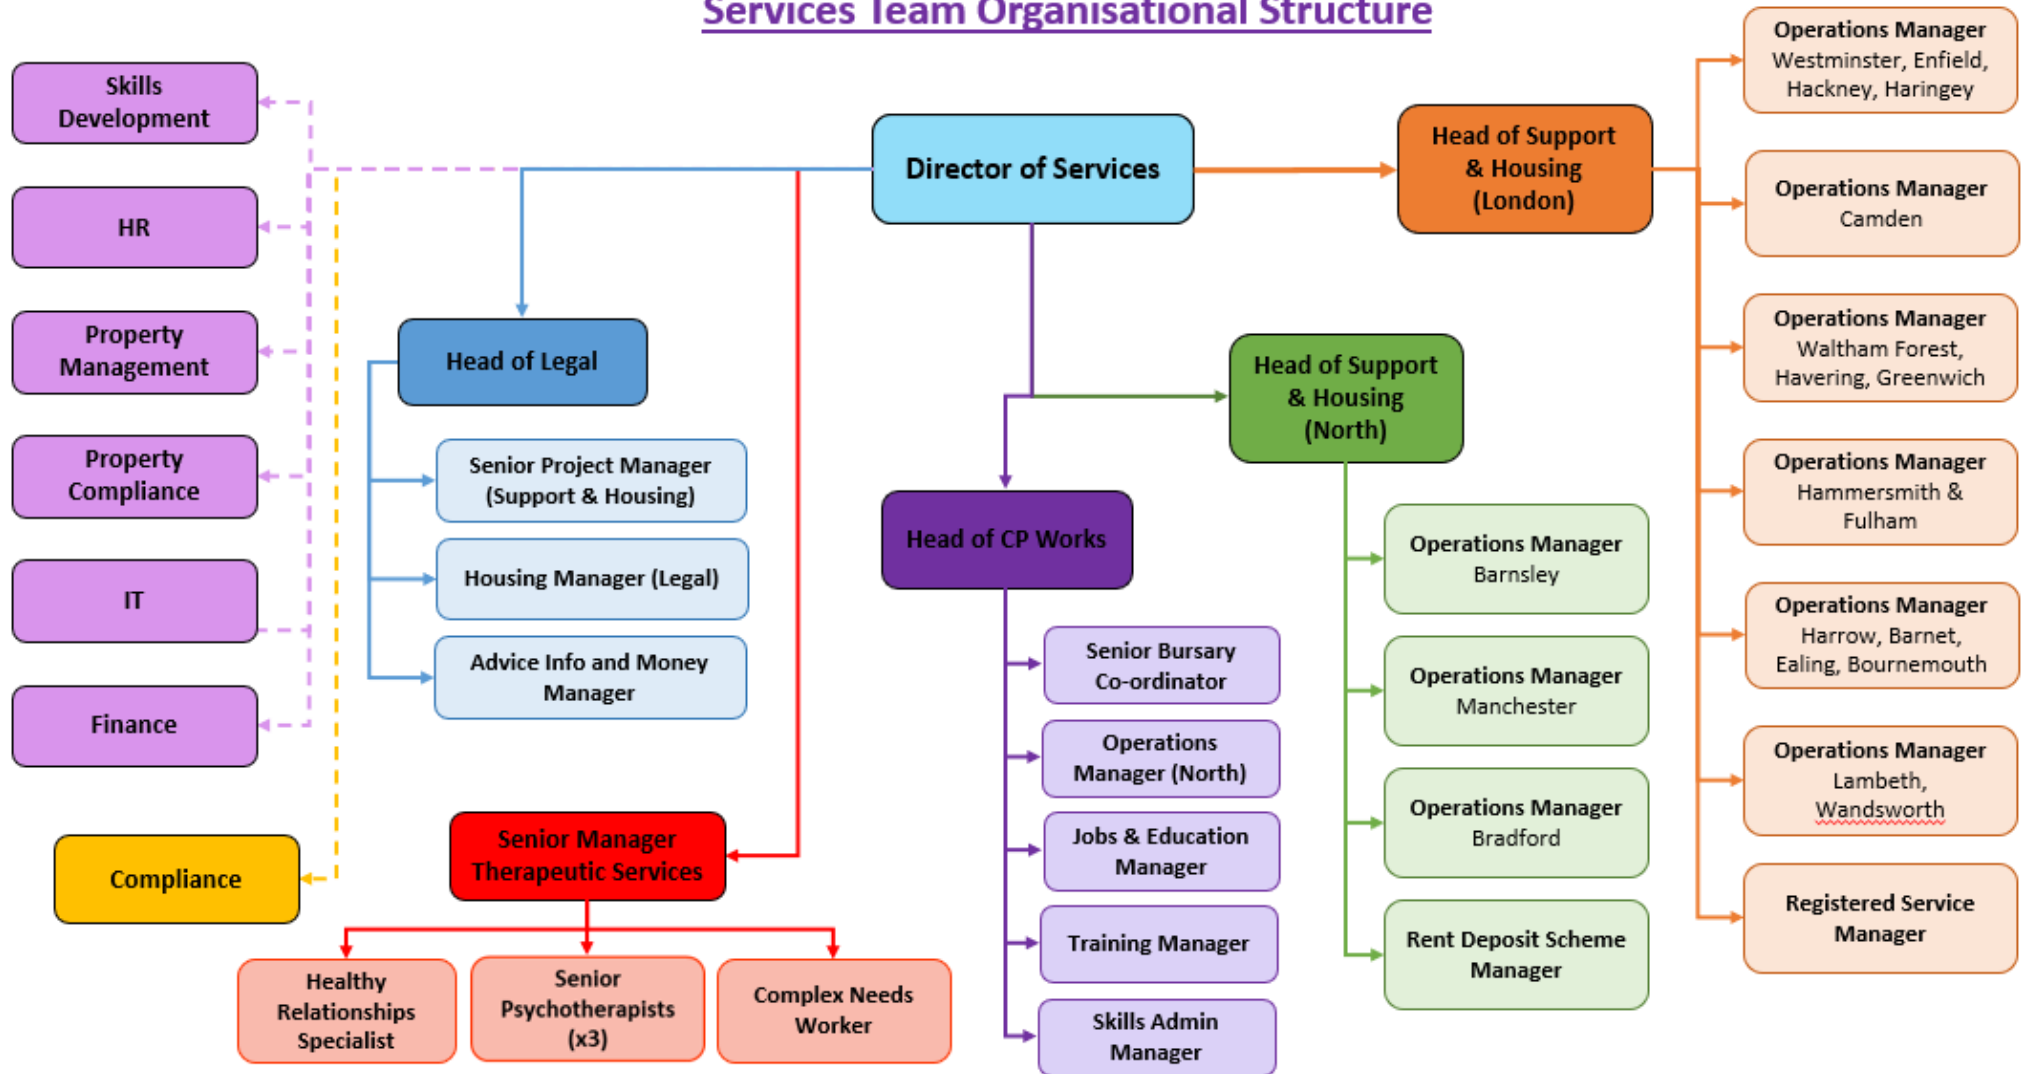 Services Team Organisational Structure
Skills
Development
HR
Property
Management
Property
Compliance
IT
Finance
Compliance
Director of Services
Head of Legal
Senior Project Manager
(Support & Housing)
Housing Manager (Legal)
Advice Info and Money
Manager
Senior Manager
Therapeutic Services
Healthy
Relationships
Specialist
Senior
Psychotherapists
(x3)
Complex Needs
Worker
Head of CP Works
Senior Bursary
Co-ordinator
Operations
Manager (North)
Jobs & Education
Manager
Training Manager
Skills Admin
Manager
Head of Support
& Housing
(North)
Operations Manager
Barnsley
Operations Manager
Manchester
Operations Manager
Bradford
Rent Deposit Scheme
Manager
Head of Support
& Housing
(London)
Operations Manager
Westminster, Enfield,
Hackney, Haringey
Operations Manager
Camden
Operations Manager
Waltham Forest,
Havering, Greenwich
Operations Manager
Hammersmith &
Fulham
Operations Manager
Harrow, Barnet,
Ealing, Bournemouth
Operations Manager
Lambeth,
Wandsworth
Registered Service
Manager